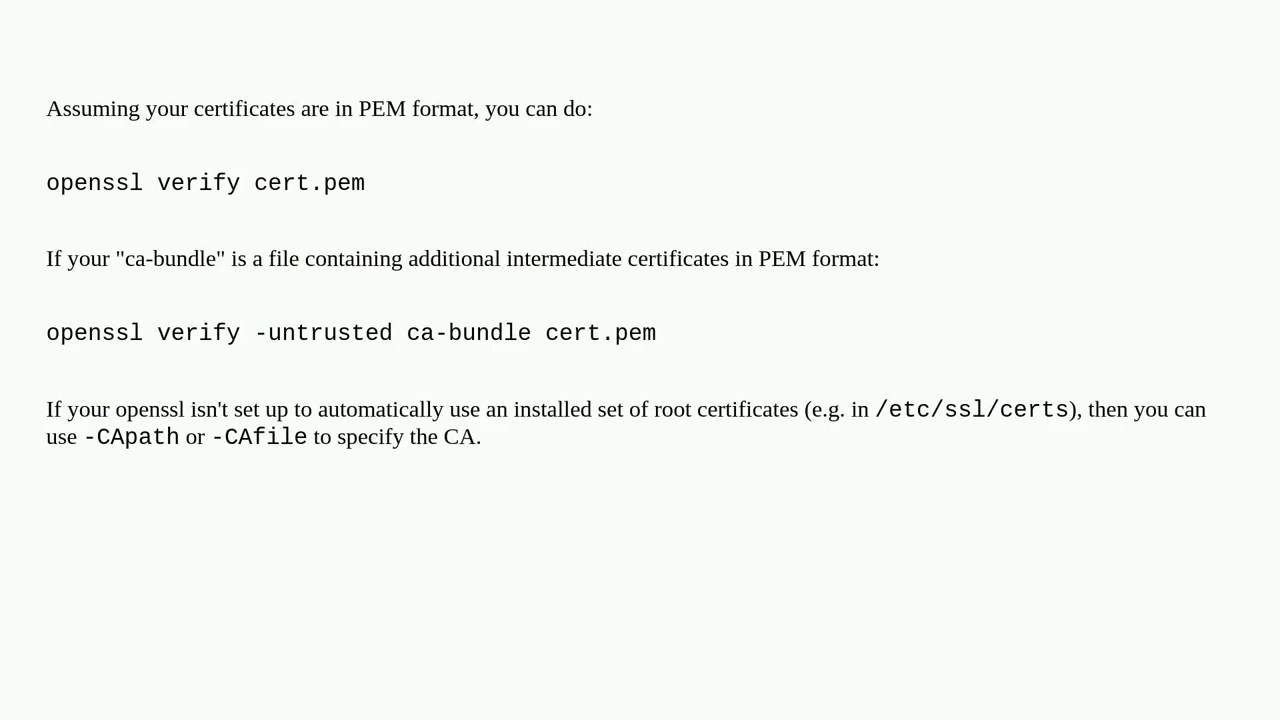 Assuming your certificates are in PEM format, you can do:
openssl verify cert.pem
If your "ca-bundle" is a file containing additional intermediate certificates in PEM format:
openssl verify -untrusted ca-bundle cert.pem
If your openssl isn't set up to automatically use an installed set of root certificates (e.g. in /etc/ssl/certs), then you can
use -CApath or -CAfile to specify the CA.